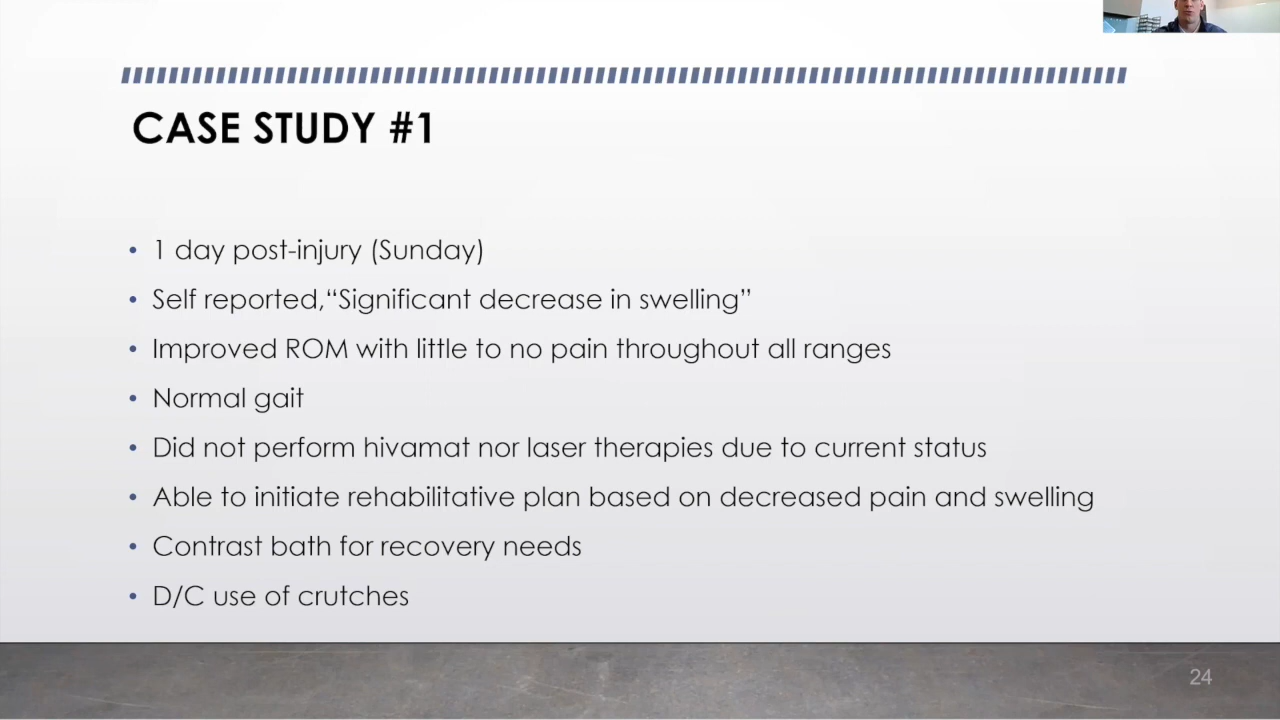 CASE STUDY #1
• 1 day post-injury (Sunday)
• Self reported,“Significant decrease in swelling”
• Improved ROM with little to no pain throughout all ranges
• Normal gait
• Did not perform hivamat nor laser therapies due to current status
• Able to initiate rehabilitative plan based on decreased pain and swelling
• Contrast bath for recovery needs
• D/C use of crutches
24